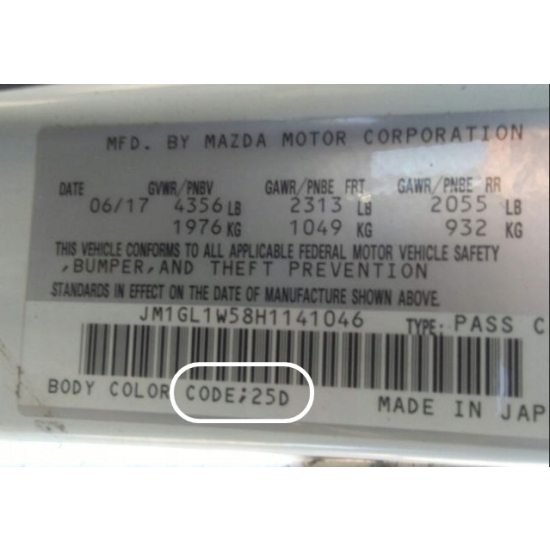 MFD. BY MAZDA MOTOR CORPORATION
DATE GVWR/PNBV GAWR/PNBE FRT GAWR/PNBE RR
06/17 4356 LB 2313 LB 2055 LB
1976 KG 1049 KG 932 KG
THIS VEHICLE CONFORMS TO ALL APPLICABLE FEDERAL MOTOR VEHICLE SAFETY
,BUMPER,AND THEFT PREVENTION
STANDARDS IN EFFECT ON THE DATE OF MANUFACTURE SHOWN ABOVE.
JM1GL1W58H1141046 TYPE: PASS C
BODY COLOR CODE;25D MADE IN JAP